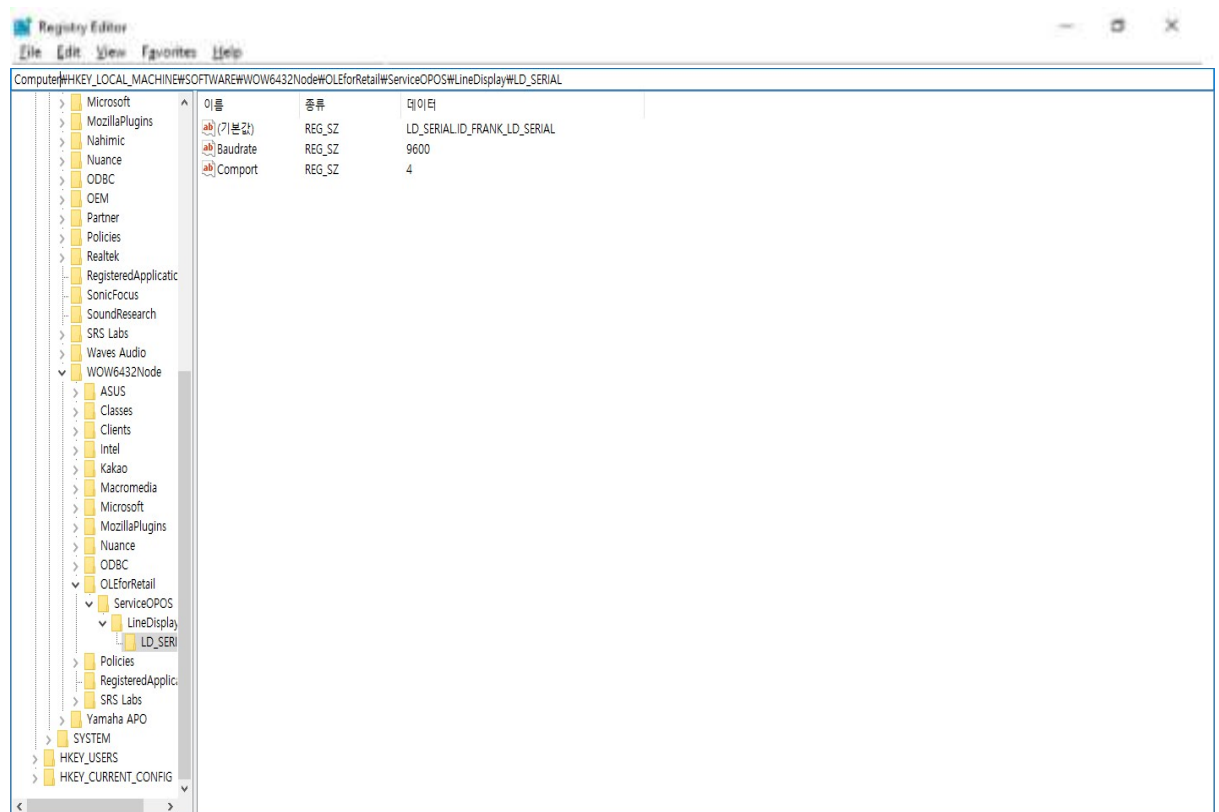 Registry Editor
File Edit View Favorites Help
Computer₩HKEY_LOCAL_MACHINE₩SOFTWARE₩WOW6432Node₩OLEforRetail₩ServiceOPOS₩LineDisplay₩LD_SERIAL
이름 종류 데이터
(기본값) REG_SZ LD_SERIAL.ID_FRANK_LD_SERIAL
Baudrate REG_SZ 9600
Comport REG_SZ 4
Microsoft
MozillaPlugins
Nahimic
Nuance
ODBC
OEM
Partner
Policies
Realtek
RegisteredApplicatic
SonicFocus
SoundResearch
SRS Labs
Waves Audio
WOW6432Node
ASUS
Classes
Clients
Intel
Kakao
Macromedia
Microsoft
MozillaPlugins
Nuance
ODBC
OLEforRetail
ServiceOPOS
LineDisplay
LD_SERI
Policies
RegisteredApplic
SRS Labs
Yamaha APO
SYSTEM
HKEY_USERS
HKEY_CURRENT_CONFIG